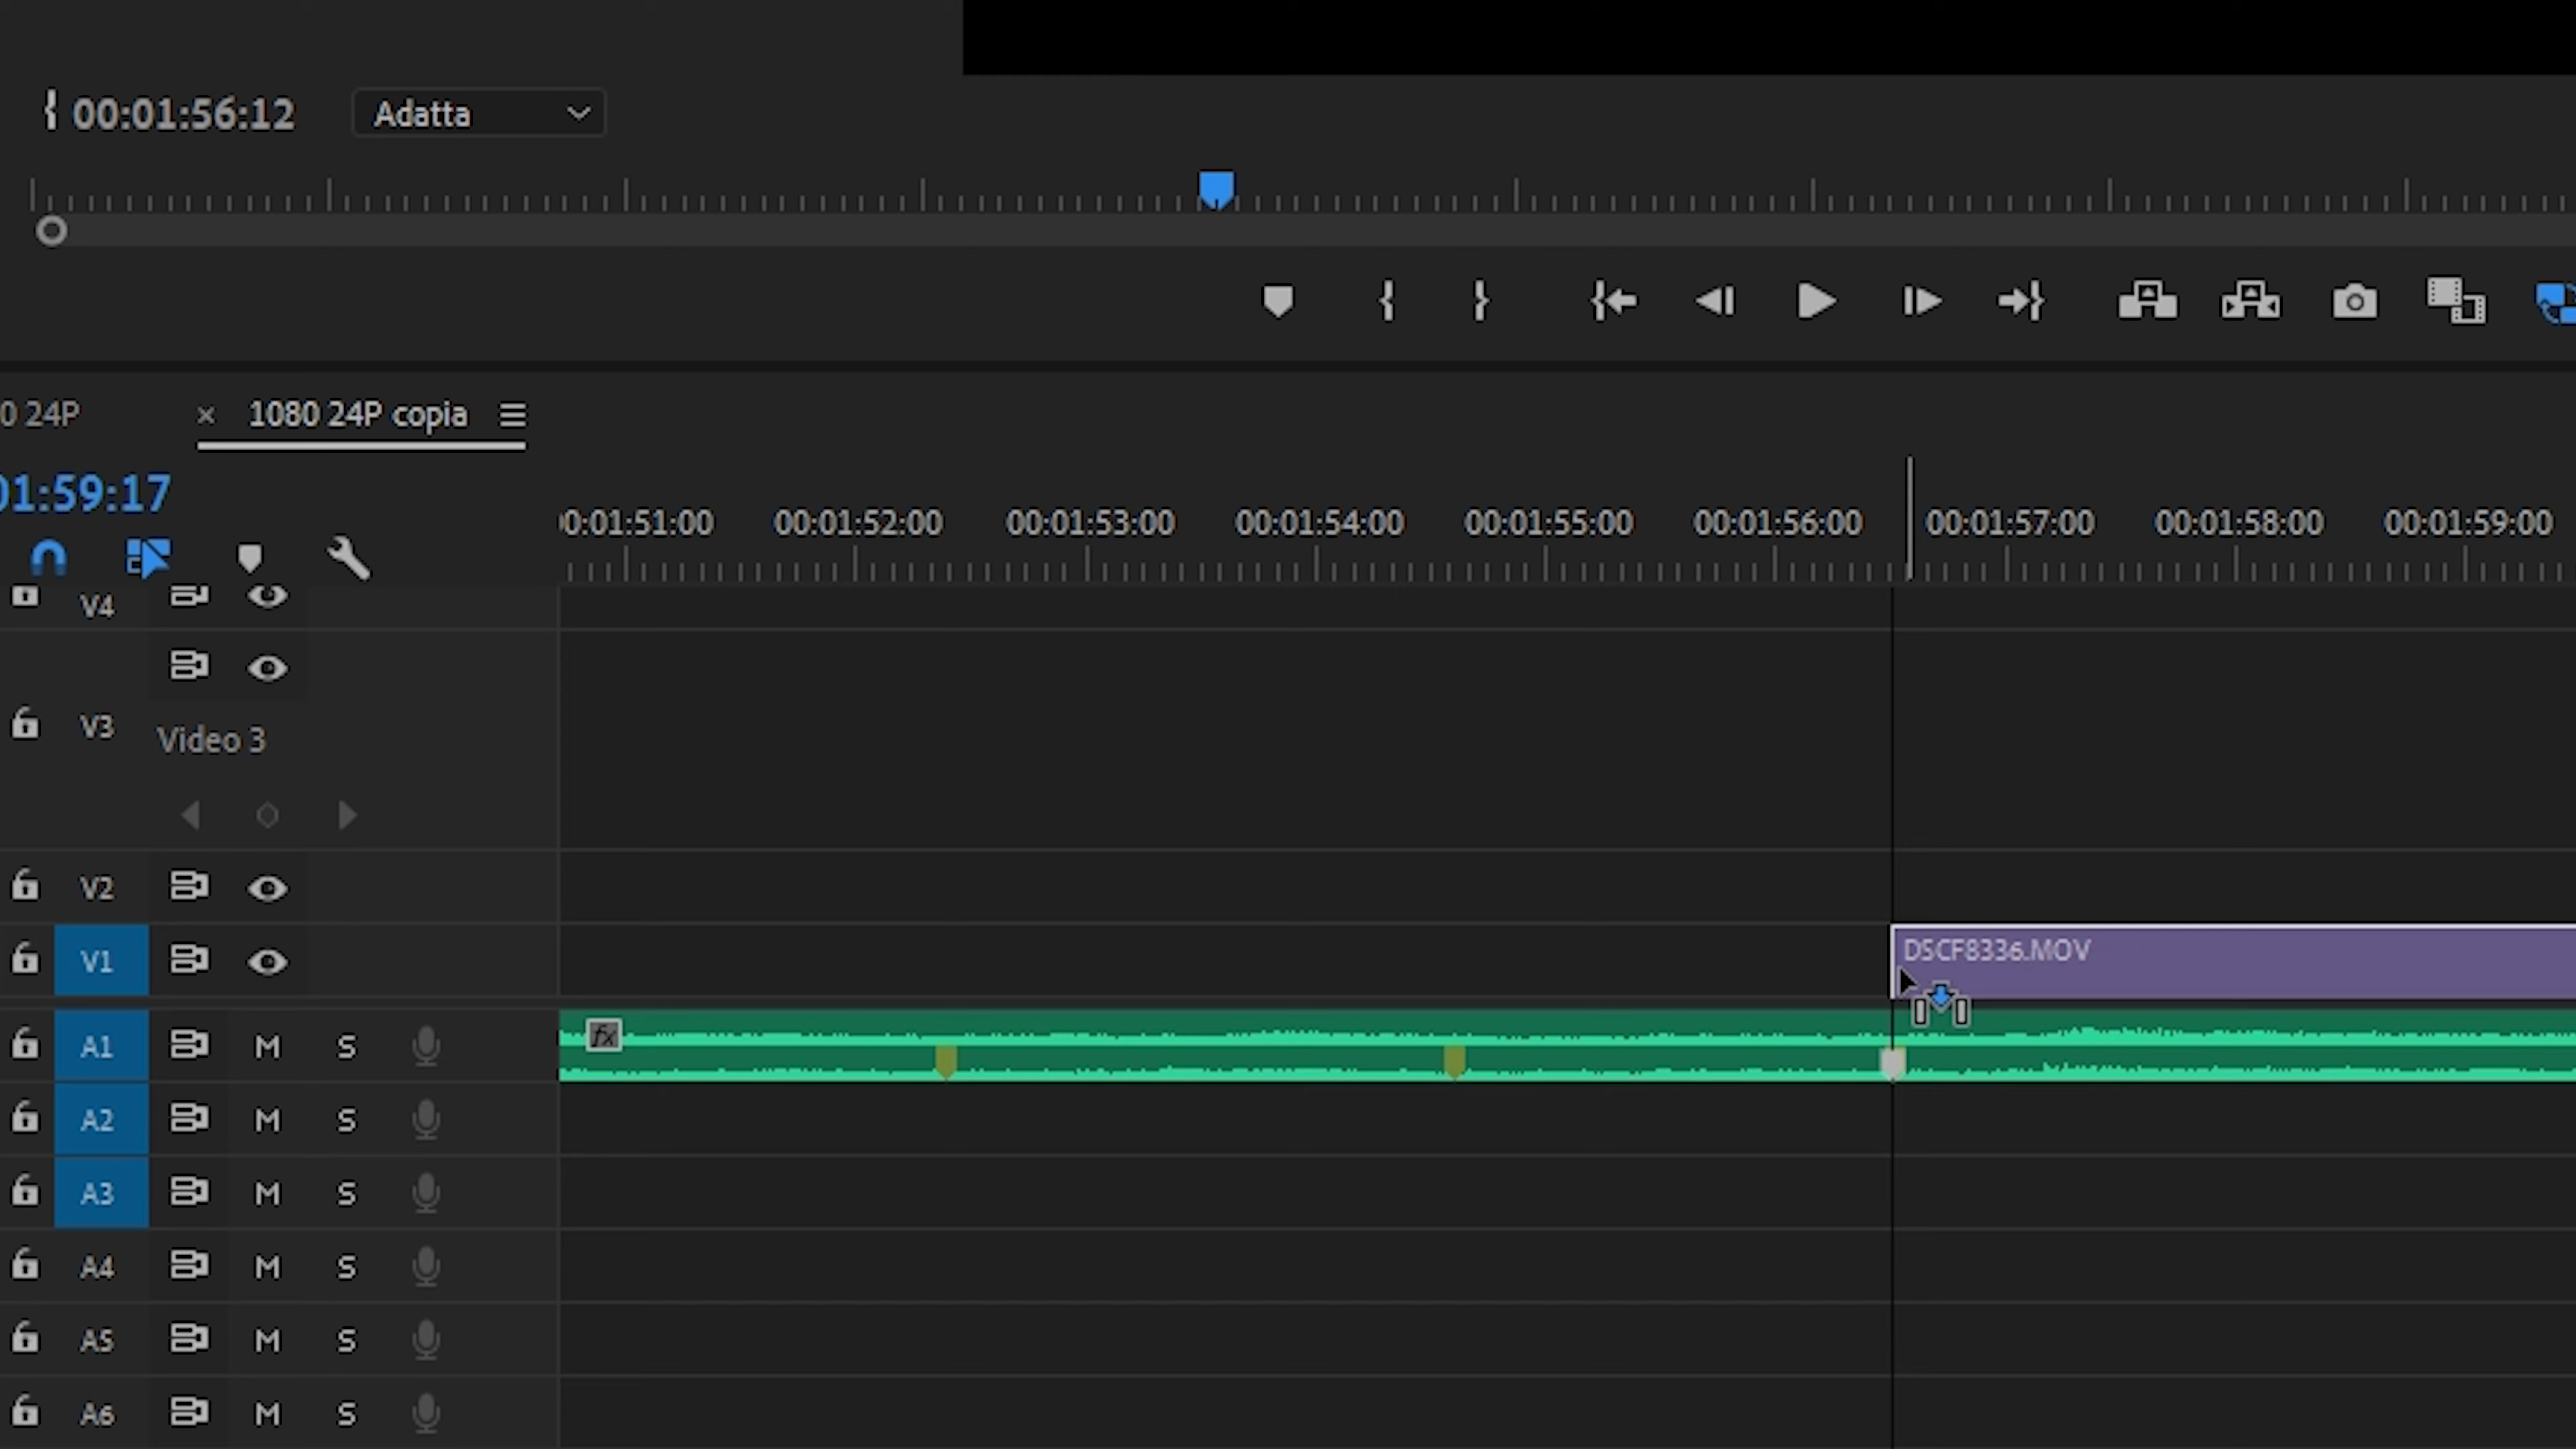 00:01:56:12 Adatta
0 24P × 1080 24P copia
01:59:17
0:01:51:00 00:01:52:00 00:01:53:00 00:01:54:00 00:01:55:00 00:01:56:00 00:01:57:00 00:01:58:00 00:01:59:00
V4
V3
Video 3
V2
V1
DSCF8336.MOV
A1 M S
fx
A2 M S
A3 M S
A4 M S
A5 M S
A6 M S